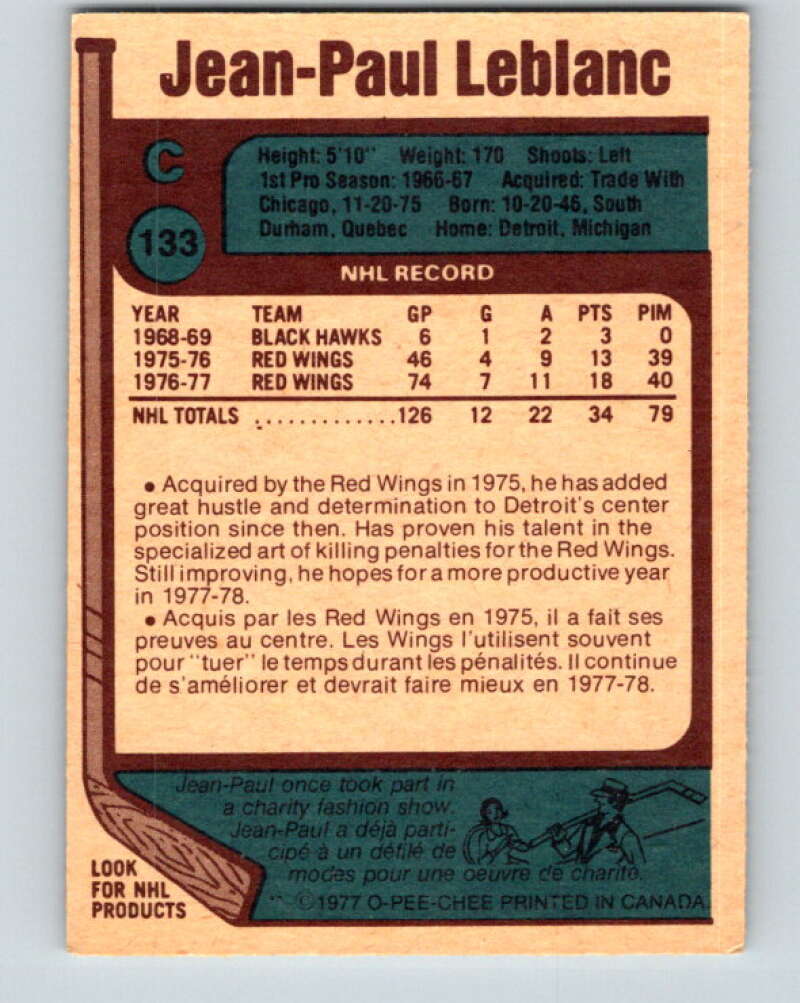 Jean-Paul Leblanc
C
133
Height: 5'10" Weight: 170 Shoots: Left
1st Pro Season: 1966-67 Acquired: Trade With
Chicago, 11-20-75 Born: 10-20-46, South
Durham, Quebec Home: Detroit, Michigan
NHL RECORD
YEAR TEAM GP G A PTS PIM
1968-69 BLACK HAWKS 6 1 2 3 0
1975-76 RED WINGS 46 4 9 13 39
1976-77 RED WINGS 74 7 11 18 40
NHL TOTALS .............126 12 22 34 79
• Acquired by the Red Wings in 1975, he has added
great hustle and determination to Detroit's center
position since then. Has proven his talent in the
specialized art of killing penalties for the Red Wings.
Still improving, he hopes for a more productive year
in 1977-78.
• Acquis par les Red Wings en 1975, il a fait ses
preuves au centre. Les Wings l'utilisent souvent
pour "tuer" le temps durant les pénalités. Il continue
de s'améliorer et devrait faire mieux en 1977-78.
Jean-Paul once took part in
a charity fashion show.
Jean-Paul a déjà parti-
cipé à un défilé de
modes pour une oeuvre de charité.
LOOK
FOR NHL
PRODUCTS
** ©1977 O-PEE-CHEE PRINTED IN CANADA.